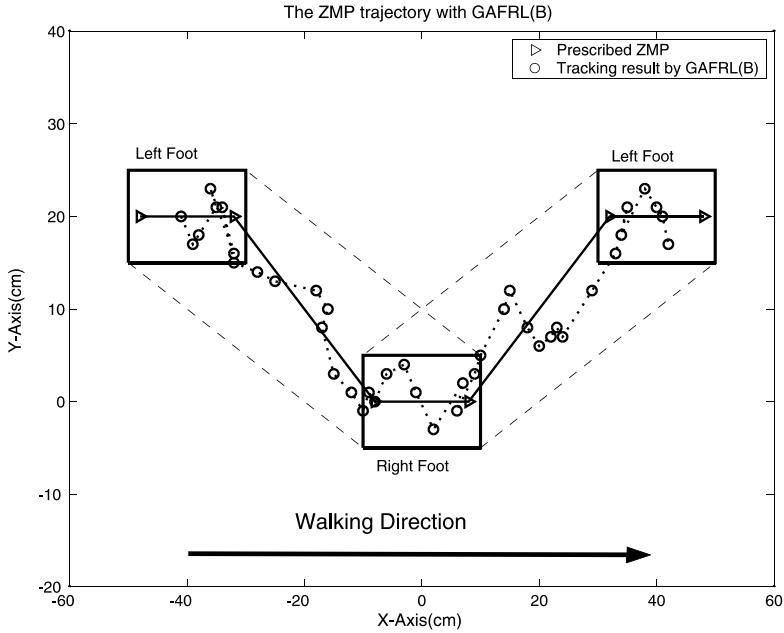 The ZMP trajectory with GAFRL(B)
40
Prescribed ZMP
Tracking result by GAFRL(B)
30
Left Foot
Left Foot
20
Y-Axis(cm)
10
0
Right Foot
-10
Walking Direction
-20
-60
-40
-20
0
20
40
60
X-Axis(cm)